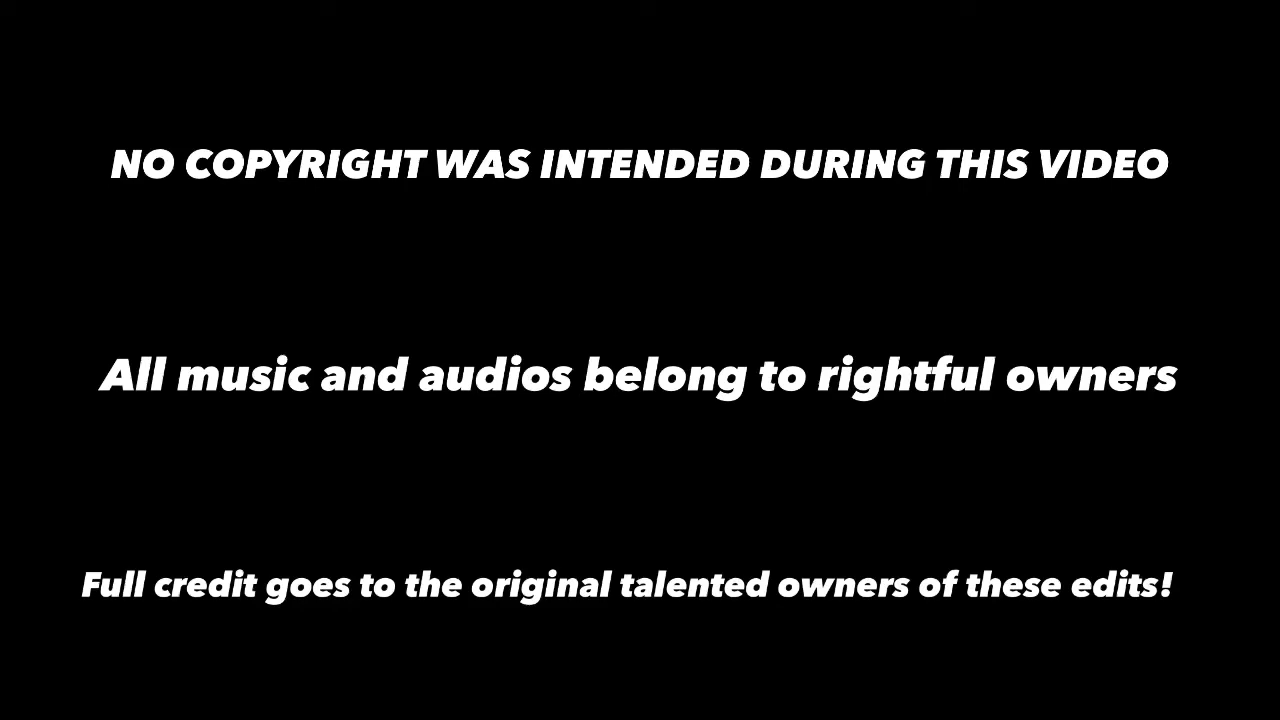 NO COPYRIGHT WAS INTENDED DURING THIS VIDEO
All music and audios belong to rightful owners
Full credit goes to the original talented owners of these edits!